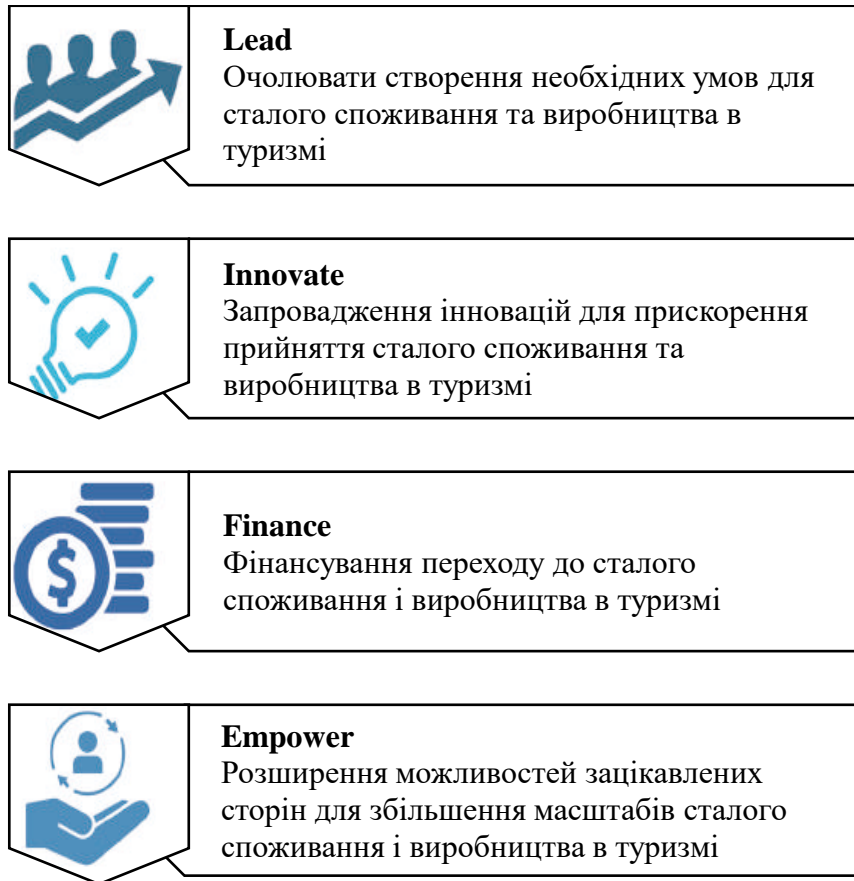 Lead
Очолювати створення необхідних умов для
сталого споживання та виробництва в
туризмі
Innovate
Запровадження інновацій для прискорення
прийняття сталого споживання та
виробництва в туризмі
$
Finance
Фінансування переходу до сталого
споживання і виробництва в туризмі
Empower
Розширення можливостей зацікавлених
сторін для збільшення масштабів сталого
споживання і виробництва в туризмі